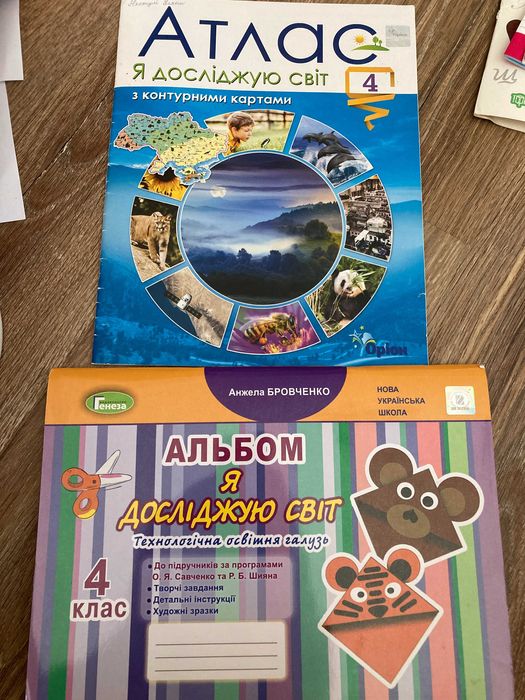 АТЛАС
Я ДОСЛІДЖУЮ СВІТ
4
з контурними картами
Оріон
Генеза
Анжела БРОВЧЕНКО
НОВА
УКРАЇНСЬКА
ШКОЛА
АЛЬБОМ
Я
ДОСЛІДЖУЮ СВІТ
Технологічна освітня галузь
4
КЛАС
• До підручників за програмами
О. Я. Савченко та Р. Б. Шияна
• Творчі завдання
• Детальні інструкції
• Художні зразки